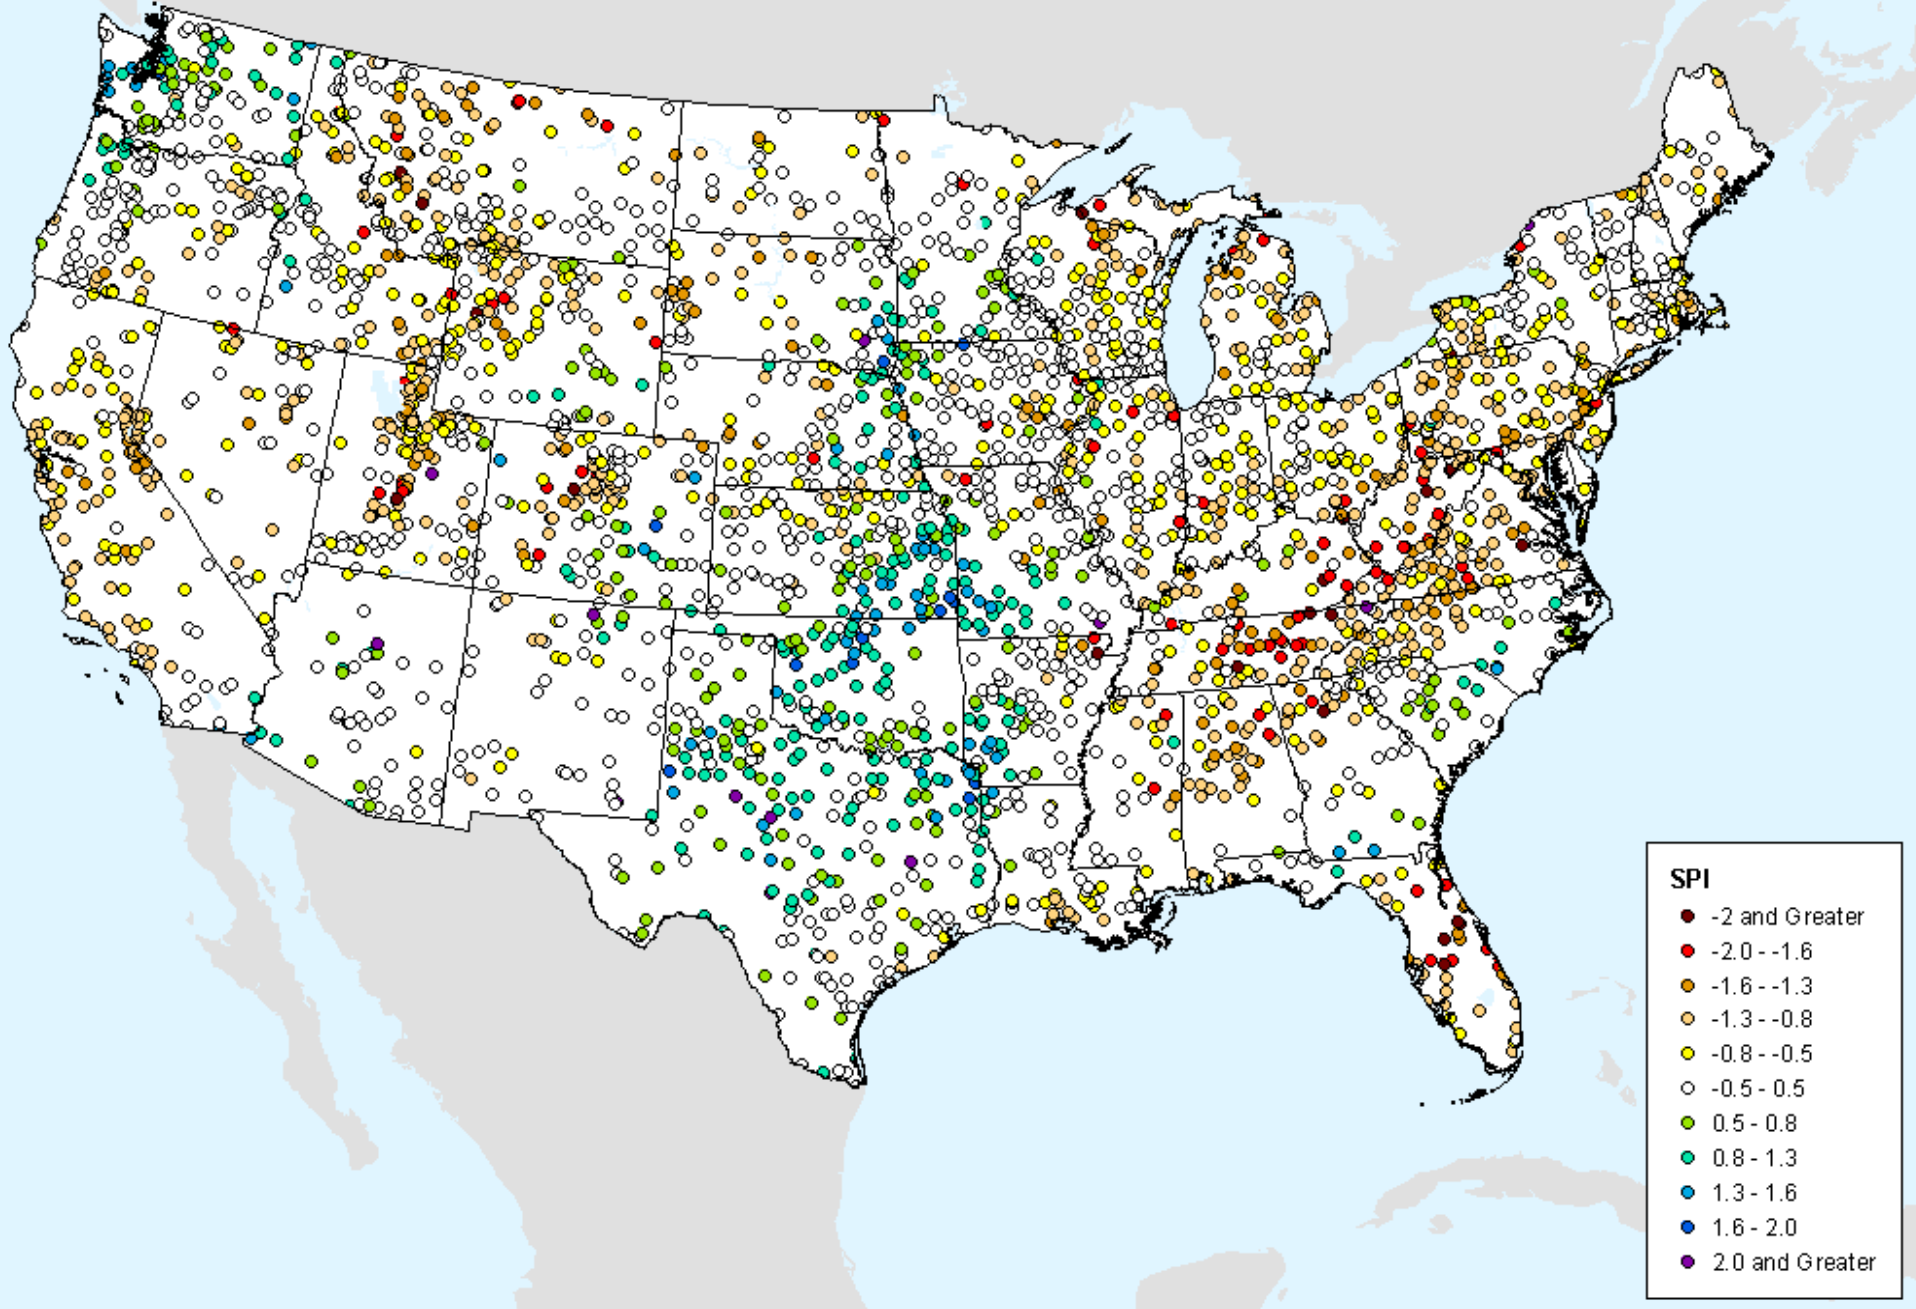 SPI
-2 and Greater
-2.0 - -1.6
-1.6 - -1.3
-1.3 - -0.8
-0.8 - -0.5
-0.5 - 0.5
0.5 - 0.8
0.8 - 1.3
1.3 - 1.6
1.6 - 2.0
2.0 and Greater